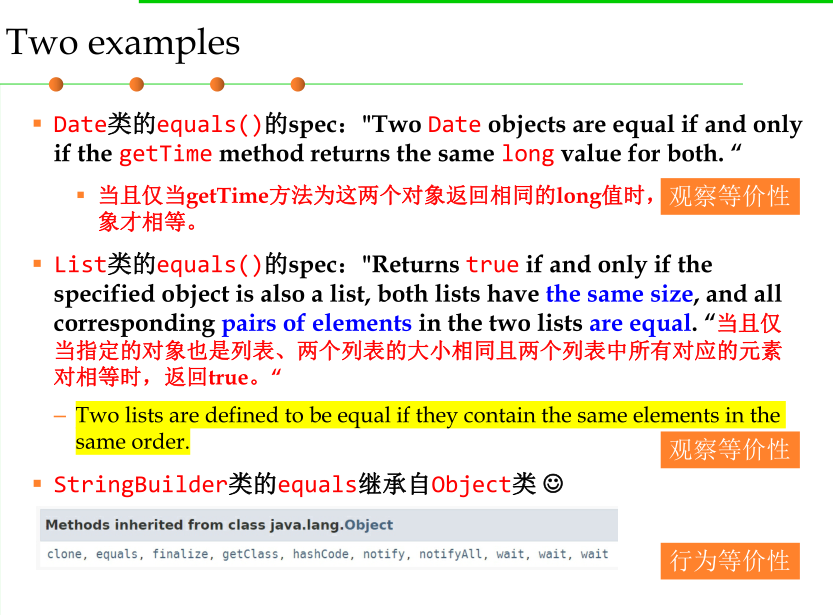 Two examples
Date类的equals()的spec："Two Date objects are equal if and only
if the getTime method returns the same long value for both. “
当且仅当getTime方法为这两个对象返回相同的long值时，
象才相等。
观察等价性
List类的equals()的spec："Returns true if and only if the
specified object is also a list, both lists have the same size, and all
corresponding pairs of elements in the two lists are equal. “当且仅
当指定的对象也是列表、两个列表的大小相同且两个列表中所有对应的元素
对相等时，返回true。“
Two lists are defined to be equal if they contain the same elements in the
same order.
观察等价性
StringBuilder类的equals继承自Object类 ☺
Methods inherited from class java.lang.Object
clone, equals, finalize, getClass, hashCode, notify, notifyAll, wait, wait, wait
行为等价性